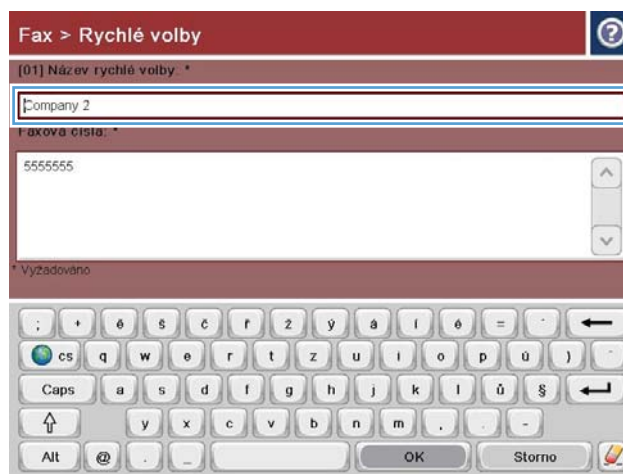 Fax > Rychlé volby
[01] Název rychlé volby: *
Company 2
Faxová čísla: *
5555555
* Vyžadováno
; + ě š č ř ž ý á í é = ´
cs q w e r t z u i o p ú )
Caps a s d f g h j k l ů §
y x c v b n m , . -
Alt @ . _ OK Storno